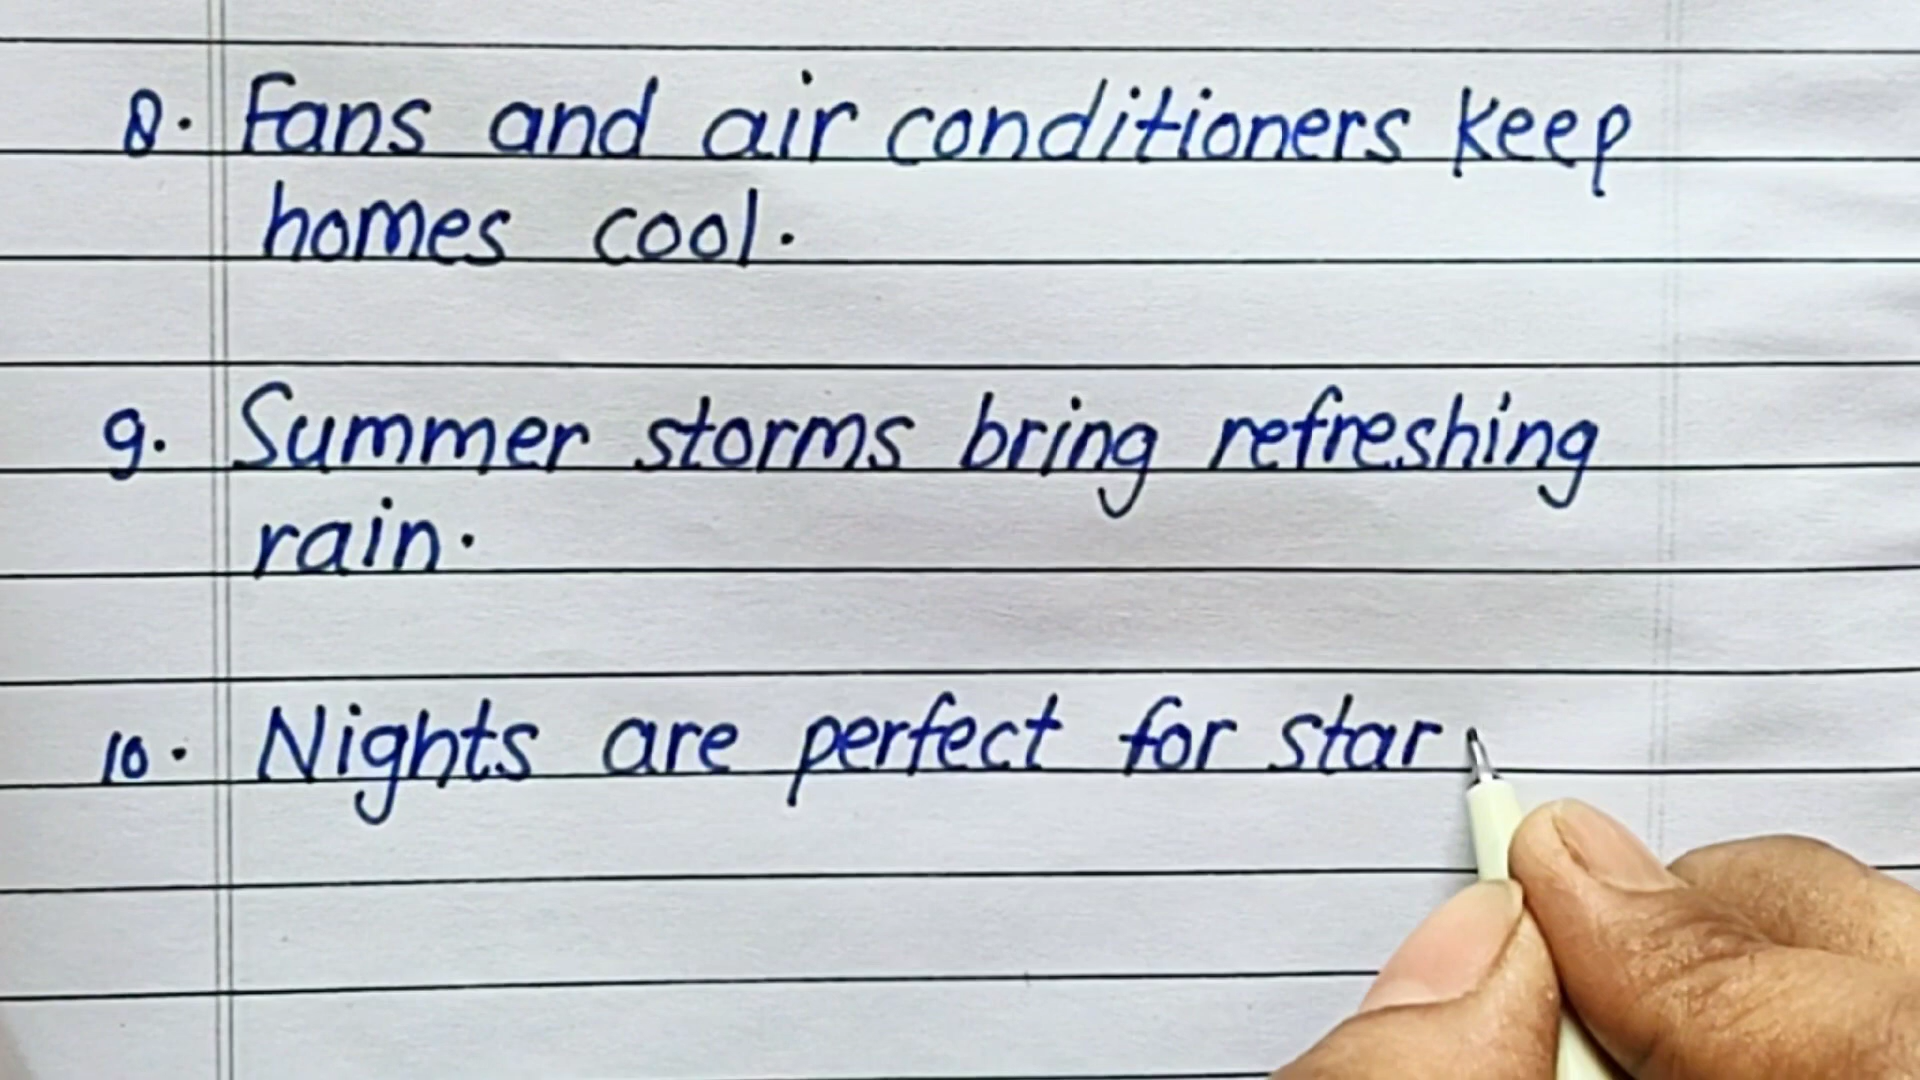 8. Fans and air conditioners keep
homes cool.
9. Summer storms bring refreshing
rain.
10. Nights are perfect for star